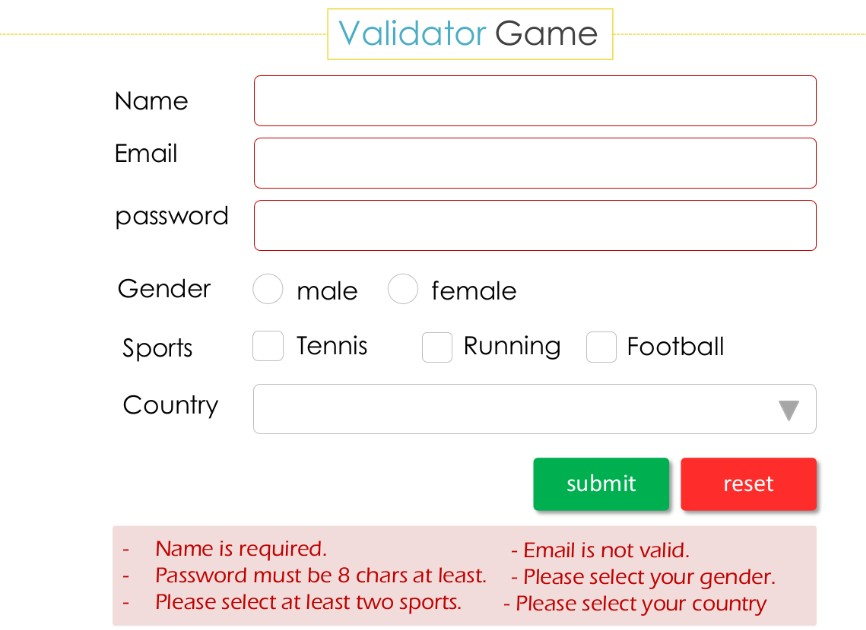 Validator Game
Name
Email
password
Gender male female
Sports Tennis Running Football
Country
submit reset
- Name is required. - Email is not valid.
- Password must be 8 chars at least. - Please select your gender.
- Please select at least two sports. - Please select your country